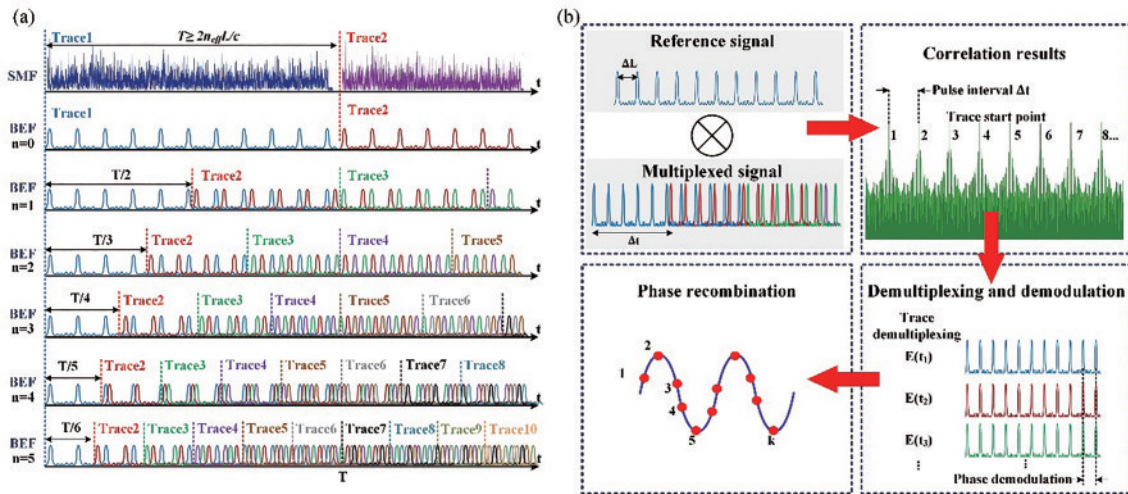 (a)
Trace1
T≥ 2n_effL/c
Trace2
SMF
t
Trace1
Trace2
BEF
n=0
t
T/2
Trace2
Trace3
BEF
n=1
t
T/3
Trace2
Trace3
Trace4
Trace5
BEF
n=2
t
T/4
Trace2
Trace3
Trace4
Trace5
Trace6
BEF
n=3
t
T/5
Trace2
Trace3
Trace4
Trace5
Trace6
Trace7
Trace8
BEF
n=4
t
T/6
Trace2
Trace3
Trace4
Trace5
Trace6
Trace7
Trace8
Trace9
Trace10
BEF
n=5
t
T
(b)
Reference signal
ΔL
Multiplexed signal
Δt
Correlation results
Pulse interval Δt
Trace start point
1 2 3 4 5 6 7 8...
Phase recombination
1
2
3
4
5
k
Demultiplexing and demodulation
Trace
demultiplexing
E(t₁)
E(t₂)
E(t₃)
Phase demodulation